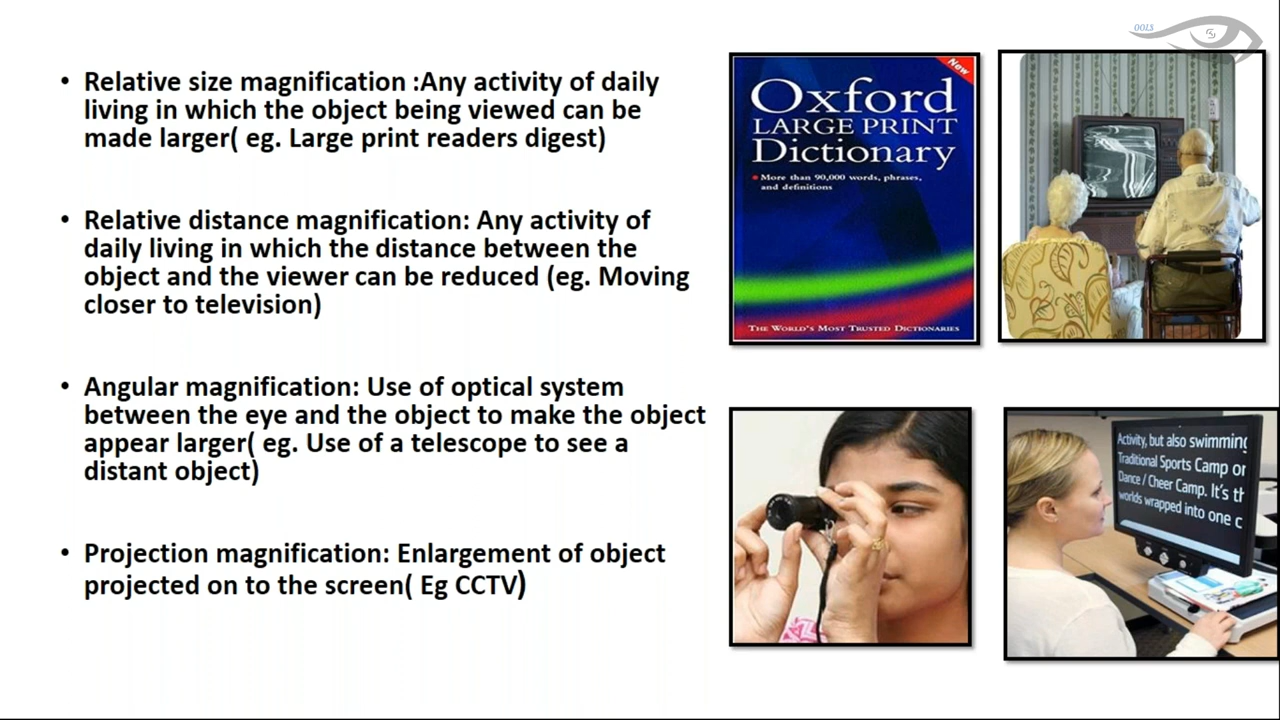 OOLS
• Relative size magnification :Any activity of daily
living in which the object being viewed can be
made larger( eg. Large print readers digest)
• Relative distance magnification: Any activity of
daily living in which the distance between the
object and the viewer can be reduced (eg. Moving
closer to television)
• Angular magnification: Use of optical system
between the eye and the object to make the object
appear larger( eg. Use of a telescope to see a
distant object)
• Projection magnification: Enlargement of object
projected on to the screen( Eg CCTV)
New
Oxford
LARGE PRINT
Dictionary
More than 90,000 words, phrases,
and definitions
THE WORLD'S MOST TRUSTED DICTIONARIES
Activity, but also swimming
Traditional Sports Camp or
Dance / Cheer Camp. It's th
worlds wrapped into one c